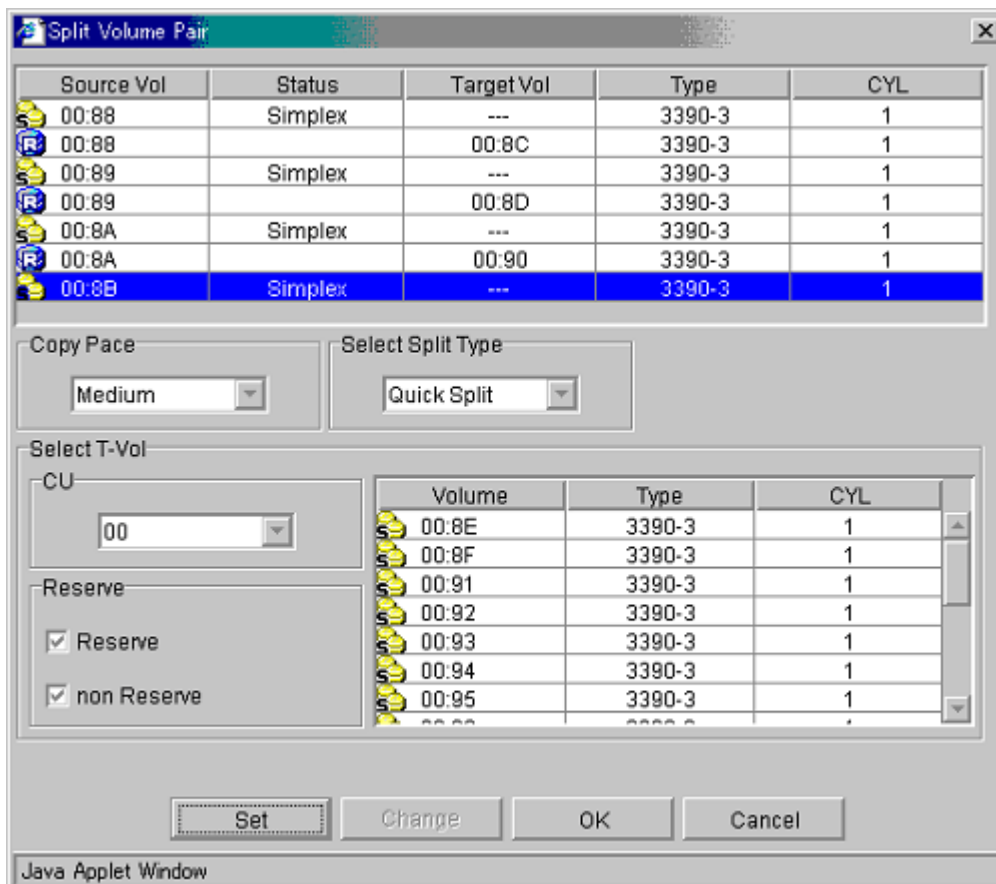 Split Volume Pair
Source Vol Status Target Vol Type CYL
S 00:88 Simplex --- 3390-3 1
R 00:88 00:8C 3390-3 1
S 00:89 Simplex --- 3390-3 1
R 00:89 00:8D 3390-3 1
S 00:8A Simplex --- 3390-3 1
R 00:8A 00:90 3390-3 1
S 00:8B Simplex --- 3390-3 1
Copy Pace Select Split Type
Medium Quick Split
Select T-Vol
CU
00
Reserve
Reserve
non Reserve
Volume Type CYL
S 00:8E 3390-3 1
S 00:8F 3390-3 1
S 00:91 3390-3 1
S 00:92 3390-3 1
S 00:93 3390-3 1
S 00:94 3390-3 1
S 00:95 3390-3 1
Set Change OK Cancel
Java Applet Window